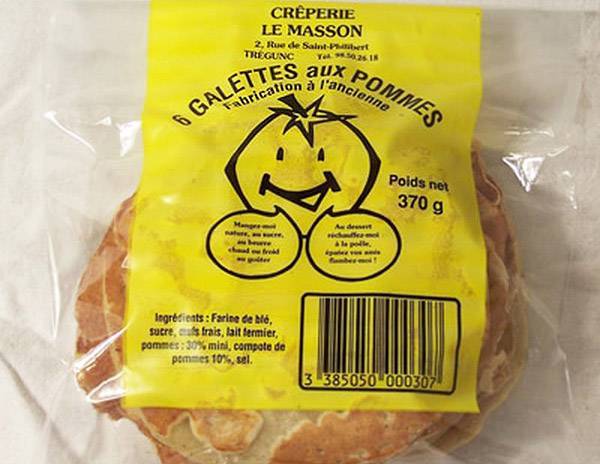 CRÊPERIE
LE MASSON
2, Rue de Saint-Philibert
TRÉGUNC Tél. 98.50.26.18
6 GALETTES aux POMMES
Fabrication à l'ancienne
Poids net
370 g
Mangez-moi
nature, au sucre,
au beurre
chaud ou froid
au goûter
Au dessert
réchauffez-moi
à la poêle,
épatez vos amis
flambez-moi !
Ingrédients : Farine de blé,
sucre, œufs frais, lait fermier,
pommes : 30% mini, compote de
pommes 10%, sel.
3 385050 000307